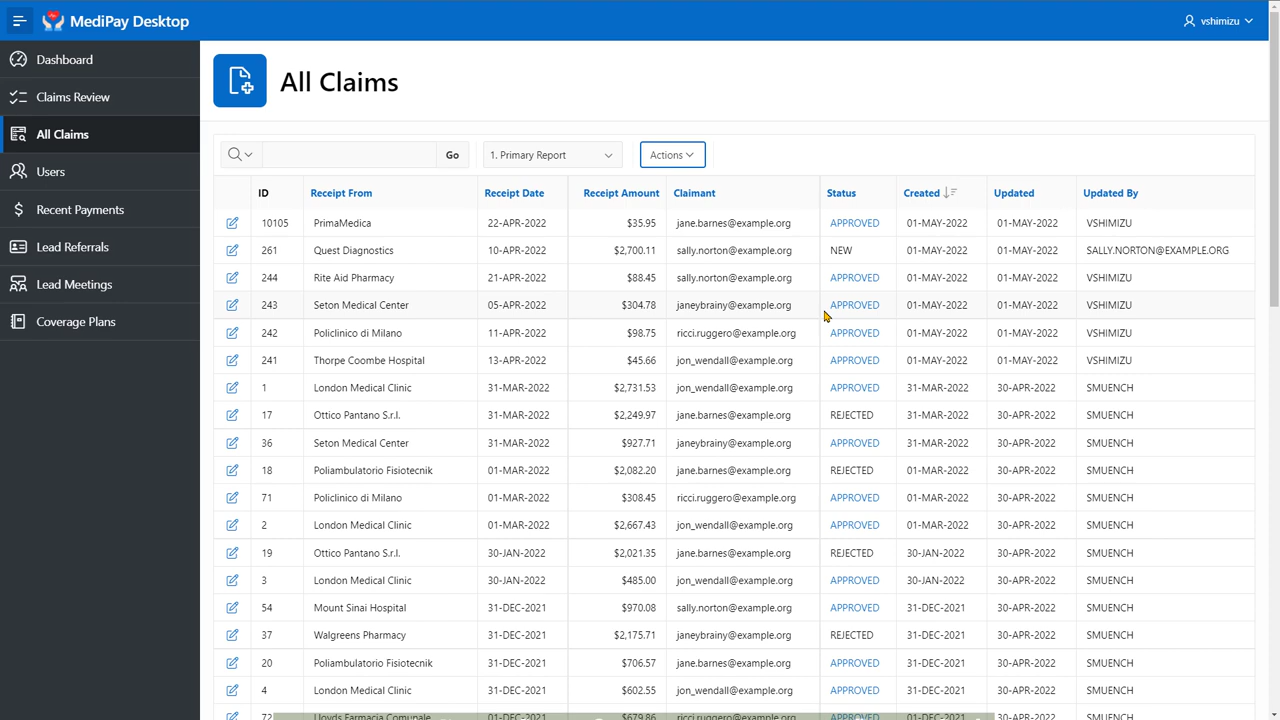 MediPay Desktop
vshimizu
Dashboard
Claims Review
All Claims
Users
Recent Payments
Lead Referrals
Lead Meetings
Coverage Plans
All Claims
Go 1. Primary Report Actions
ID Receipt From Receipt Date Receipt Amount Claimant Status Created Updated Updated By
10105 PrimaMedica 22-APR-2022 $35.95 jane.barnes@example.org APPROVED 01-MAY-2022 01-MAY-2022 VSHIMIZU
261 Quest Diagnostics 10-APR-2022 $2,700.11 sally.norton@example.org NEW 01-MAY-2022 01-MAY-2022 SALLY.NORTON@EXAMPLE.ORG
244 Rite Aid Pharmacy 21-APR-2022 $88.45 sally.norton@example.org APPROVED 01-MAY-2022 01-MAY-2022 VSHIMIZU
243 Seton Medical Center 05-APR-2022 $304.78 janeybrainy@example.org APPROVED 01-MAY-2022 01-MAY-2022 VSHIMIZU
242 Policlinico di Milano 11-APR-2022 $98.75 ricci.ruggero@example.org APPROVED 01-MAY-2022 01-MAY-2022 VSHIMIZU
241 Thorpe Coombe Hospital 13-APR-2022 $45.66 jon_wendall@example.org APPROVED 01-MAY-2022 01-MAY-2022 VSHIMIZU
1 London Medical Clinic 31-MAR-2022 $2,731.53 jon_wendall@example.org APPROVED 31-MAR-2022 30-APR-2022 SMUENCH
17 Ottico Pantano S.r.l. 31-MAR-2022 $2,249.97 jane.barnes@example.org REJECTED 31-MAR-2022 30-APR-2022 SMUENCH
36 Seton Medical Center 31-MAR-2022 $927.71 janeybrainy@example.org APPROVED 31-MAR-2022 30-APR-2022 SMUENCH
18 Poliambulatorio Fisiotecnik 01-MAR-2022 $2,082.20 jane.barnes@example.org REJECTED 01-MAR-2022 30-APR-2022 SMUENCH
71 Policlinico di Milano 01-MAR-2022 $308.45 ricci.ruggero@example.org APPROVED 01-MAR-2022 30-APR-2022 SMUENCH
2 London Medical Clinic 01-MAR-2022 $2,667.43 jon_wendall@example.org APPROVED 01-MAR-2022 30-APR-2022 SMUENCH
19 Ottico Pantano S.r.l. 30-JAN-2022 $2,021.35 jane.barnes@example.org REJECTED 30-JAN-2022 30-APR-2022 SMUENCH
3 London Medical Clinic 30-JAN-2022 $485.00 jon_wendall@example.org APPROVED 30-JAN-2022 30-APR-2022 SMUENCH
54 Mount Sinai Hospital 31-DEC-2021 $970.08 sally.norton@example.org APPROVED 31-DEC-2021 30-APR-2022 SMUENCH
37 Walgreens Pharmacy 31-DEC-2021 $2,175.71 janeybrainy@example.org REJECTED 31-DEC-2021 30-APR-2022 SMUENCH
20 Poliambulatorio Fisiotecnik 31-DEC-2021 $706.57 jane.barnes@example.org APPROVED 31-DEC-2021 30-APR-2022 SMUENCH
4 London Medical Clinic 31-DEC-2021 $602.55 jon_wendall@example.org APPROVED 31-DEC-2021 30-APR-2022 SMUENCH
72 Lloyds Farmacia Comunale 01-DEC-2021 $679.86 ricci.ruggero@example.org APPROVED 01-DEC-2021 30-APR-2022 SMUENCH